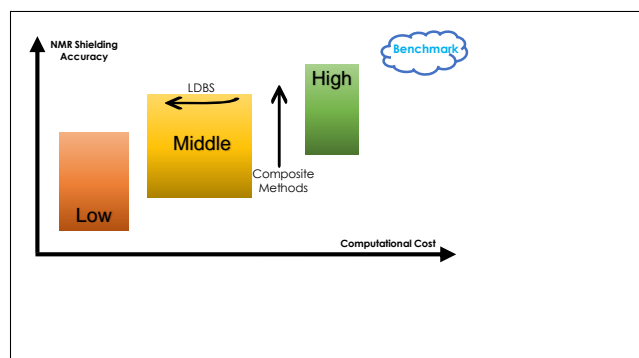 NMR Shielding
Accuracy
Benchmark
High
LDBS
Middle
Composite
Methods
Low
Computational Cost